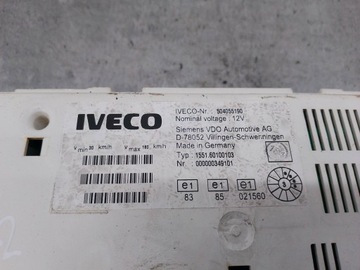 IVECO
IVECO-Nr. 504055190
Nominal voltage : 12V
Siemens VDO Automotive AG
D-78052 Villingen-Schwenningen
Made in Germany
Typ : 1551.60100103
Nr : 000000349101
V min 30 km/h V max 160 km/h
e1 e1 e1
83 85 021560